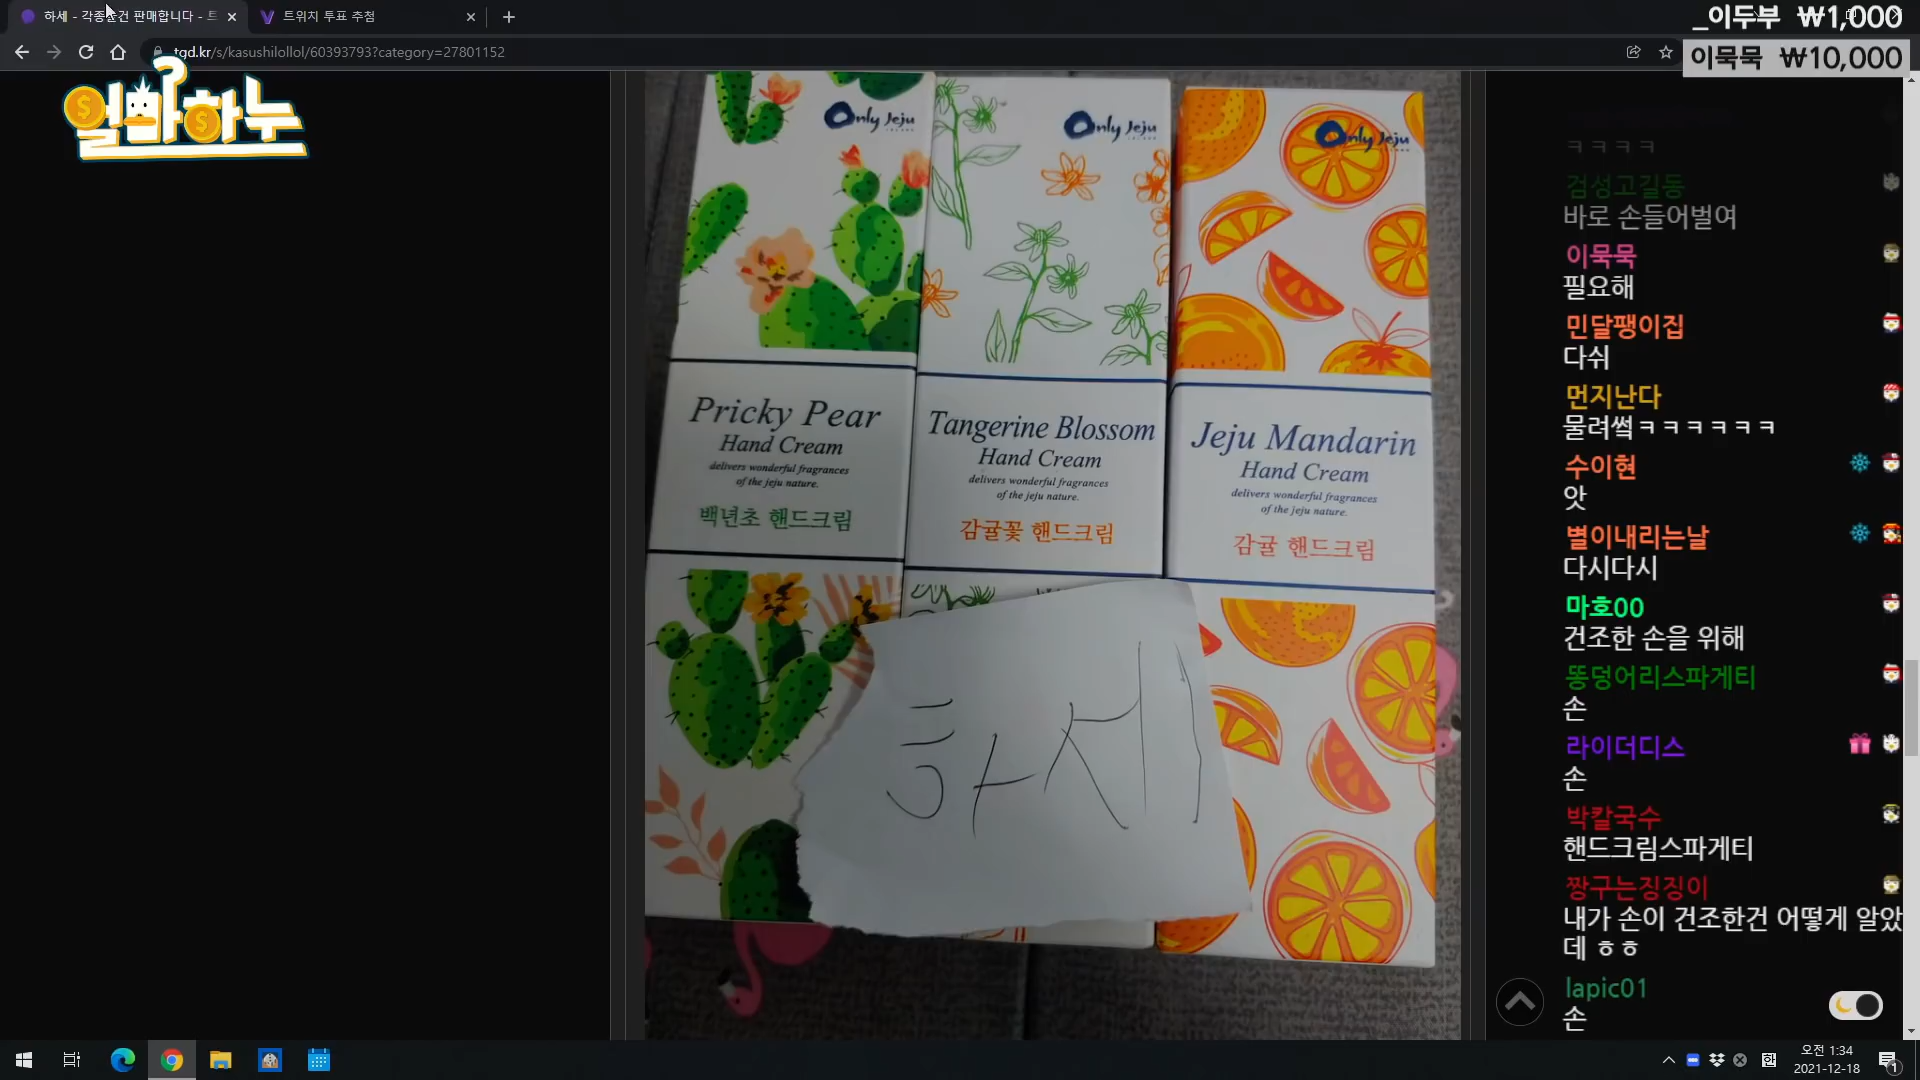 하세 - 각종물건 판매합니다 - 트
트위치 투표 추첨
tgd.kr/s/kasushilollol/60393793?category=27801152
_이두부 ₩1,000
이묵묵 ₩10,000
얼마하누
Only Jeju
Only Jeju
Only Jeju
Pricky Pear
Hand Cream
delivers wonderful fragrances
of the jeju nature.
백년초 핸드크림
Tangerine Blossom
Hand Cream
delivers wonderful fragrances
of the jeju nature.
감귤꽃 핸드크림
Jeju Mandarin
Hand Cream
delivers wonderful fragrances
of the jeju nature.
감귤 핸드크림
하세
ㅋㅋㅋㅋ
검성고길동
바로 손들어벌여
이묵묵
필요해
민달팽이집
다쉬
먼지난다
물려썩ㅋㅋㅋㅋㅋㅋ
수이현
앗
별이내리는날
다시다시
마호00
건조한 손을 위해
똥덩어리스파게티
손
라이더디스
손
박칼국수
핸드크림스파게티
짱구는징징이
내가 손이 건조한건 어떻게 알았
데 ㅎㅎ
lapic01
손
한
오전 1:34
2021-12-18
1